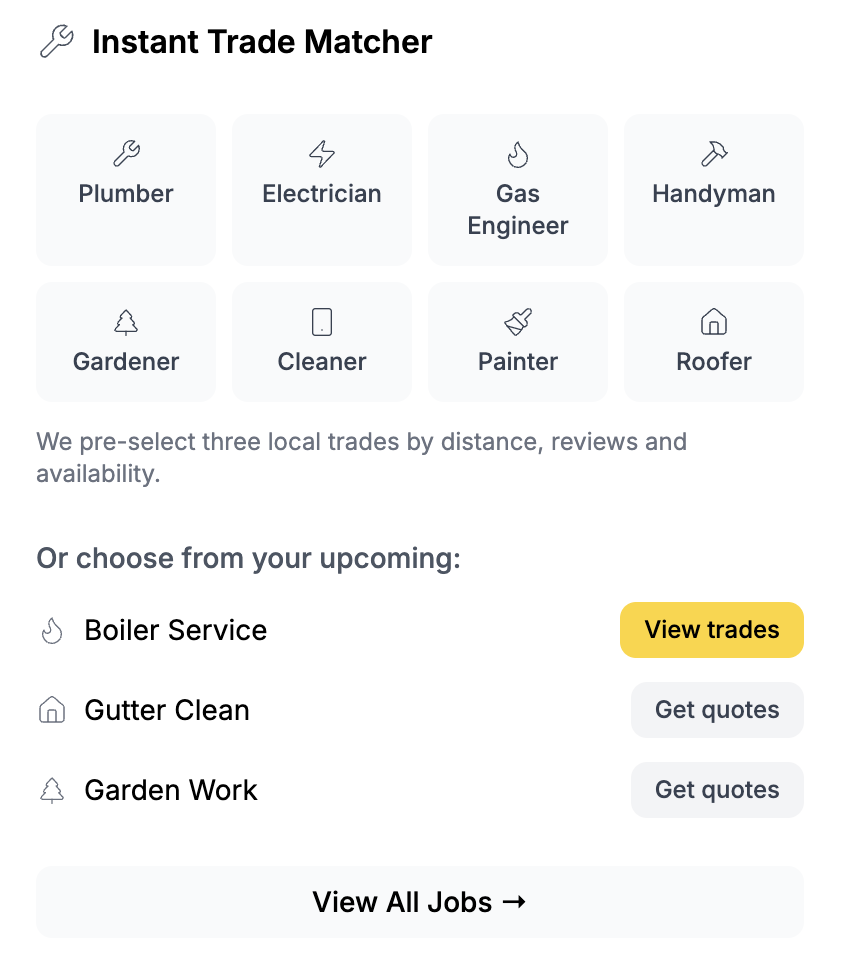 Instant Trade Matcher
Plumber
Electrician
Gas
Engineer
Handyman
Gardener
Cleaner
Painter
Roofer
We pre-select three local trades by distance, reviews and
availability.
Or choose from your upcoming:
Boiler Service
View trades
Gutter Clean
Get quotes
Garden Work
Get quotes
View All Jobs →